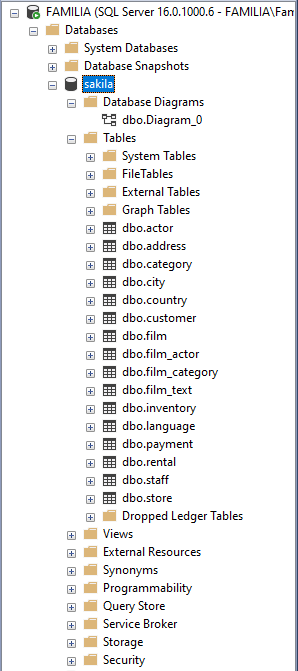 FAMILIA (SQL Server 16.0.1000.6 - FAMILIA\Fam
Databases
System Databases
Database Snapshots
sakila
Database Diagrams
dbo.Diagram_0
Tables
System Tables
FileTables
External Tables
Graph Tables
dbo.actor
dbo.address
dbo.category
dbo.city
dbo.country
dbo.customer
dbo.film
dbo.film_actor
dbo.film_category
dbo.film_text
dbo.inventory
dbo.language
dbo.payment
dbo.rental
dbo.staff
dbo.store
Dropped Ledger Tables
Views
External Resources
Synonyms
Programmability
Query Store
Service Broker
Storage
Security